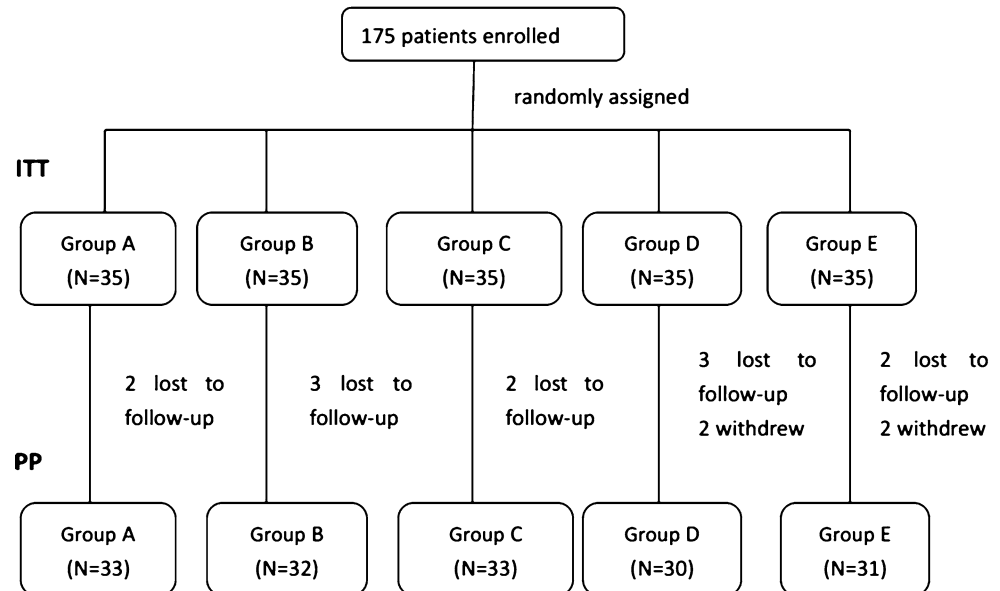 175 patients enrolled
randomly assigned
ITT
Group A
(N=35)
Group B
(N=35)
Group C
(N=35)
Group D
(N=35)
Group E
(N=35)
2 lost to
follow-up
3 lost to
follow-up
2 lost to
follow-up
3 lost to
follow-up
2 withdrew
2 lost to
follow-up
2 withdrew
PP
Group A
(N=33)
Group B
(N=32)
Group C
(N=33)
Group D
(N=30)
Group E
(N=31)